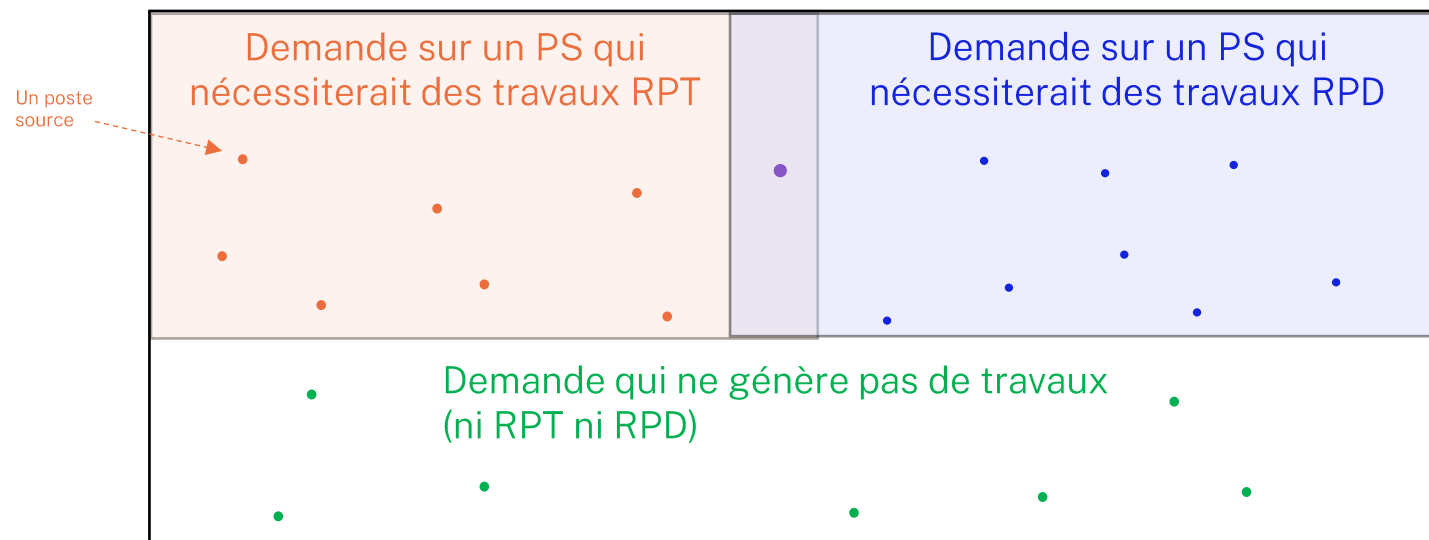 Demande sur un PS qui
nécessiterait des travaux RPT
Demande sur un PS qui
nécessiterait des travaux RPD
Un poste
source
Demande qui ne génère pas de travaux
(ni RPT ni RPD)